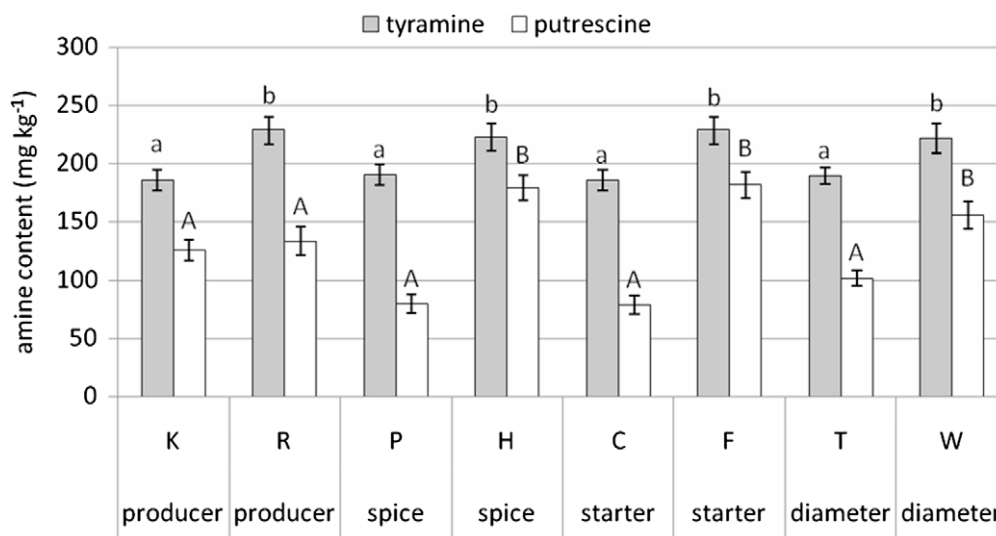 tyramine putrescine
amine content (mg kg⁻¹)
300
250
200
150
100
50
0
a A b A a A b B a A b B a A b B
K R P H C F T W
producer producer spice spice starter starter diameter diameter